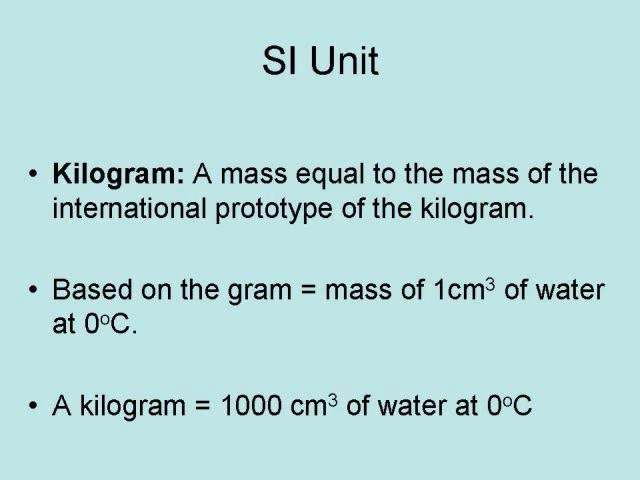 SI Unit
• Kilogram: A mass equal to the mass of the
international prototype of the kilogram.
• Based on the gram = mass of 1cm³ of water
at 0ºC.
• A kilogram = 1000 cm³ of water at 0ºC